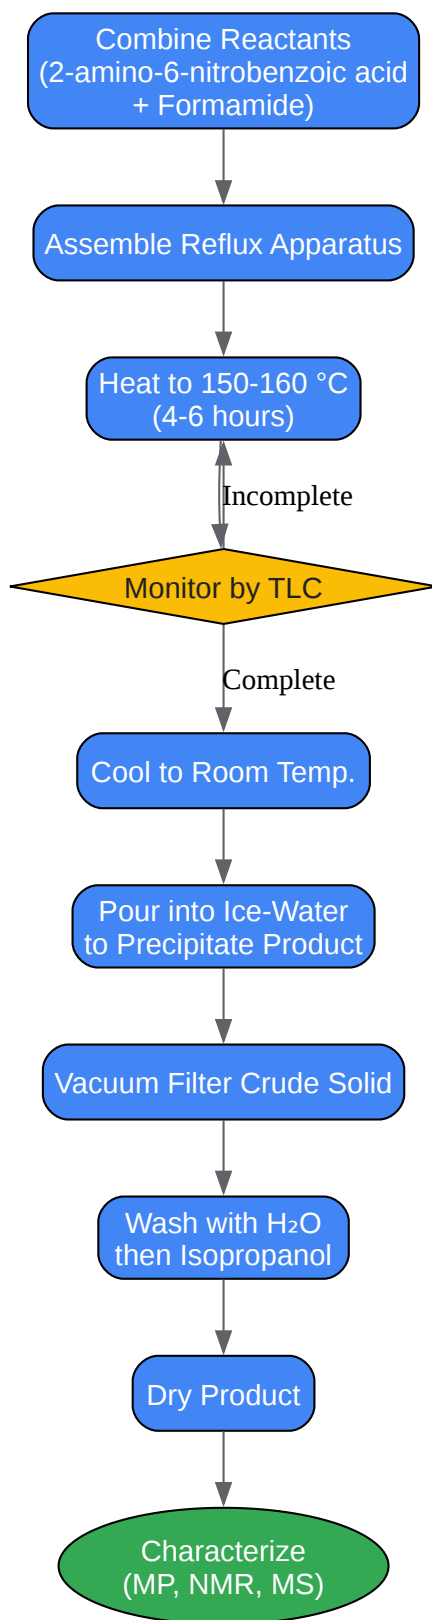 Combine Reactants
(2-amino-6-nitrobenzoic acid
+ Formamide)
Assemble Reflux Apparatus
Heat to 150-160 °C
(4-6 hours)
Incomplete
Monitor by TLC
Complete
Cool to Room Temp.
Pour into Ice-Water
to Precipitate Product
Vacuum Filter Crude Solid
Wash with H₂O
then Isopropanol
Dry Product
Characterize
(MP, NMR, MS)